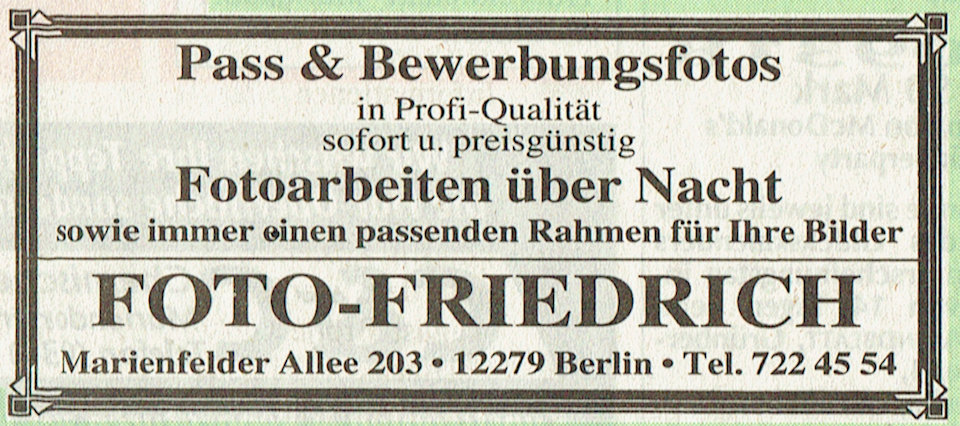 Pass & Bewerbungsfotos
in Profi-Qualität
sofort u. preisgünstig
Fotoarbeiten über Nacht
sowie immer einen passenden Rahmen für Ihre Bilder
FOTO-FRIEDRICH
Marienfelder Allee 203 • 12279 Berlin • Tel. 722 45 54